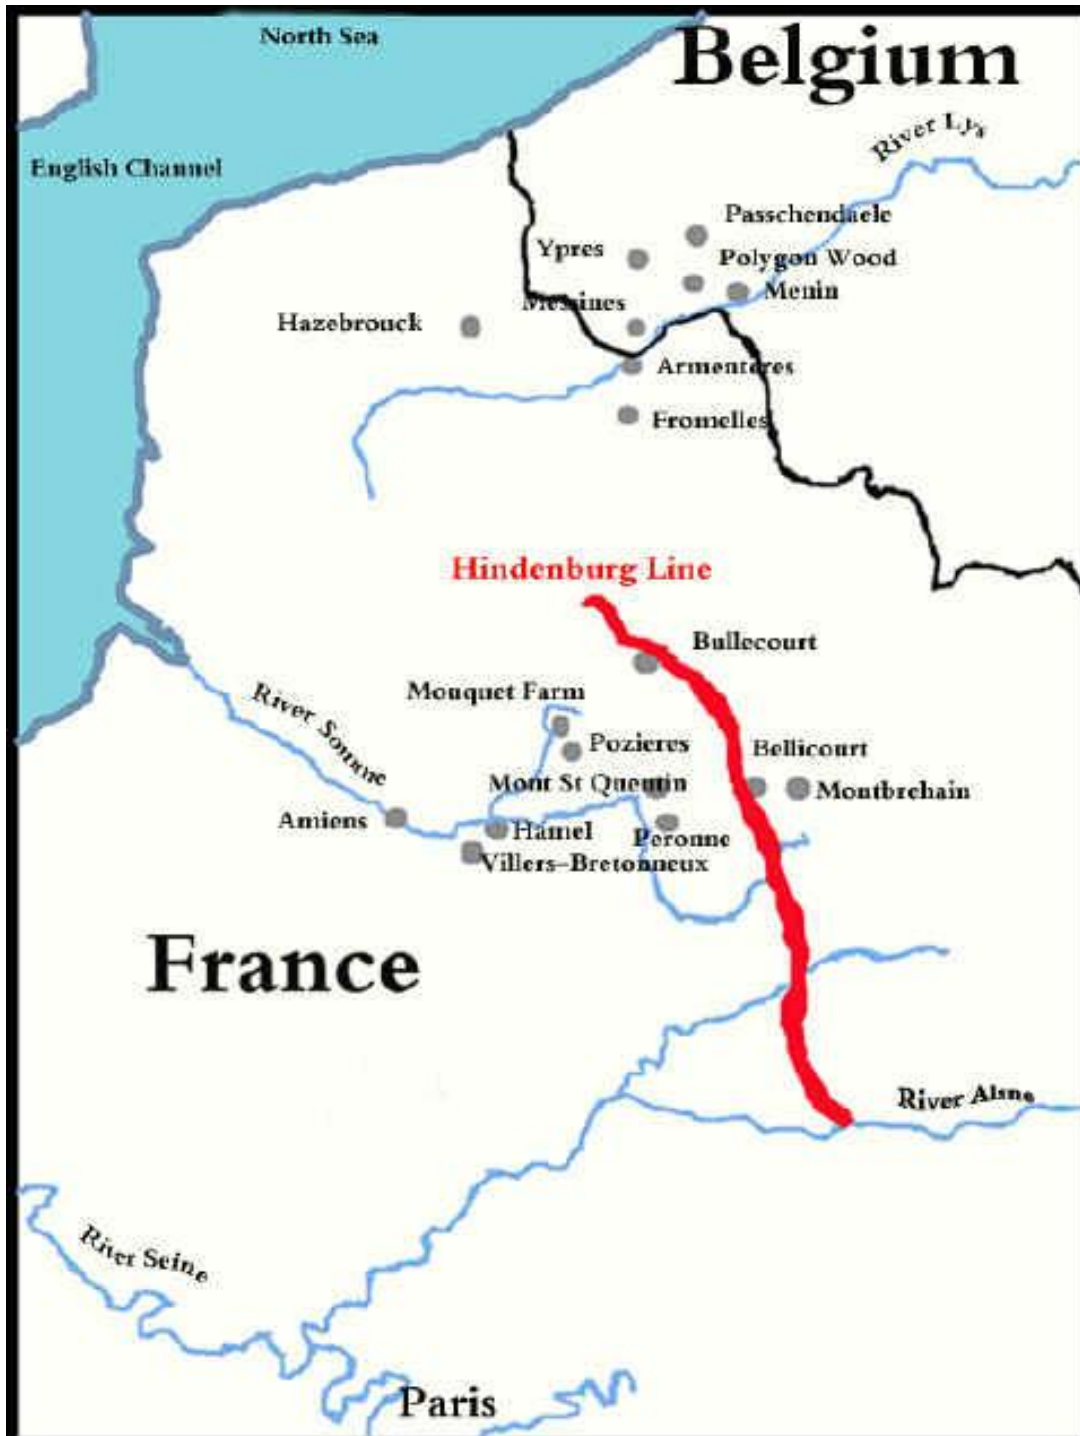 North Sea
Belgium
English Channel
River Lys
Passchendaele
Ypres
Polygon Wood
Menin
Messines
Hazebrouck
Armenteres
Fromelles
Hindenburg Line
Bullecourt
Mouquet Farm
River Somme
Pozieres
Bellicourt
Mont St Quentin
Montbrehain
Amiens
Hamel
Peronne
Villers-Bretonneux
France
River Aisne
River Seine
Paris